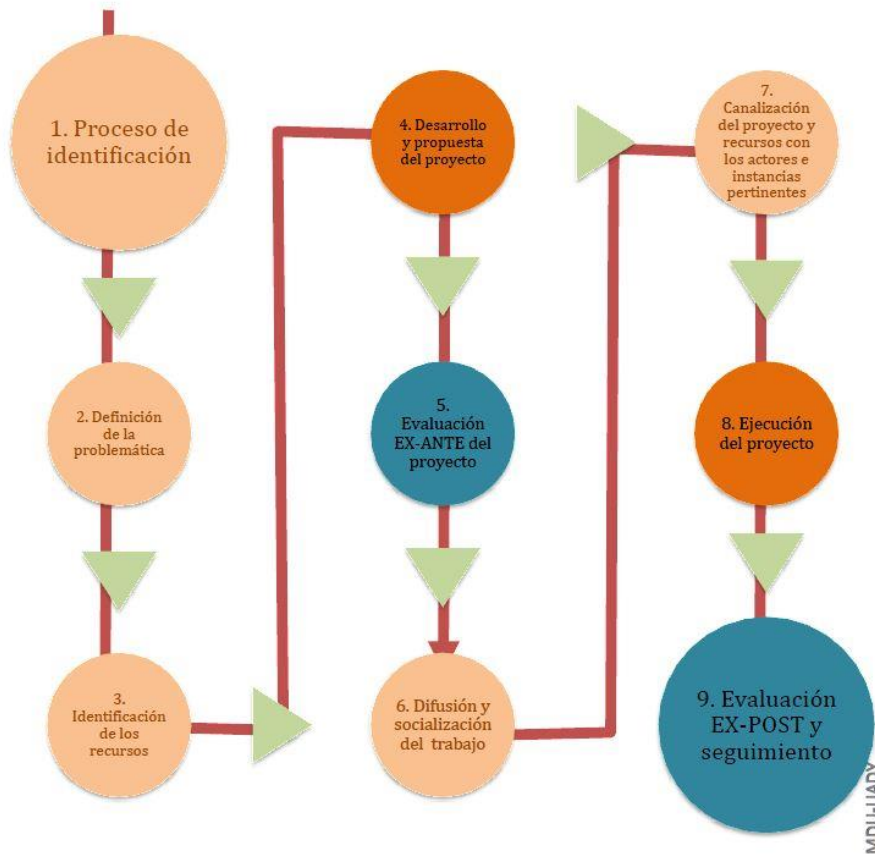 1. Proceso de
identificación
2. Definición
de la
problemática
3.
Identificación
de los
recursos
4. Desarrollo
y propuesta
del proyecto
5.
Evaluación
EX-ANTE del
proyecto
6. Difusión y
socialización
del trabajo
7.
Canalización
del proyecto y
recursos con
los actores e
instancias
pertinentes
8. Ejecución
del proyecto
9. Evaluación
EX-POST y
seguimiento
MDU-UADY